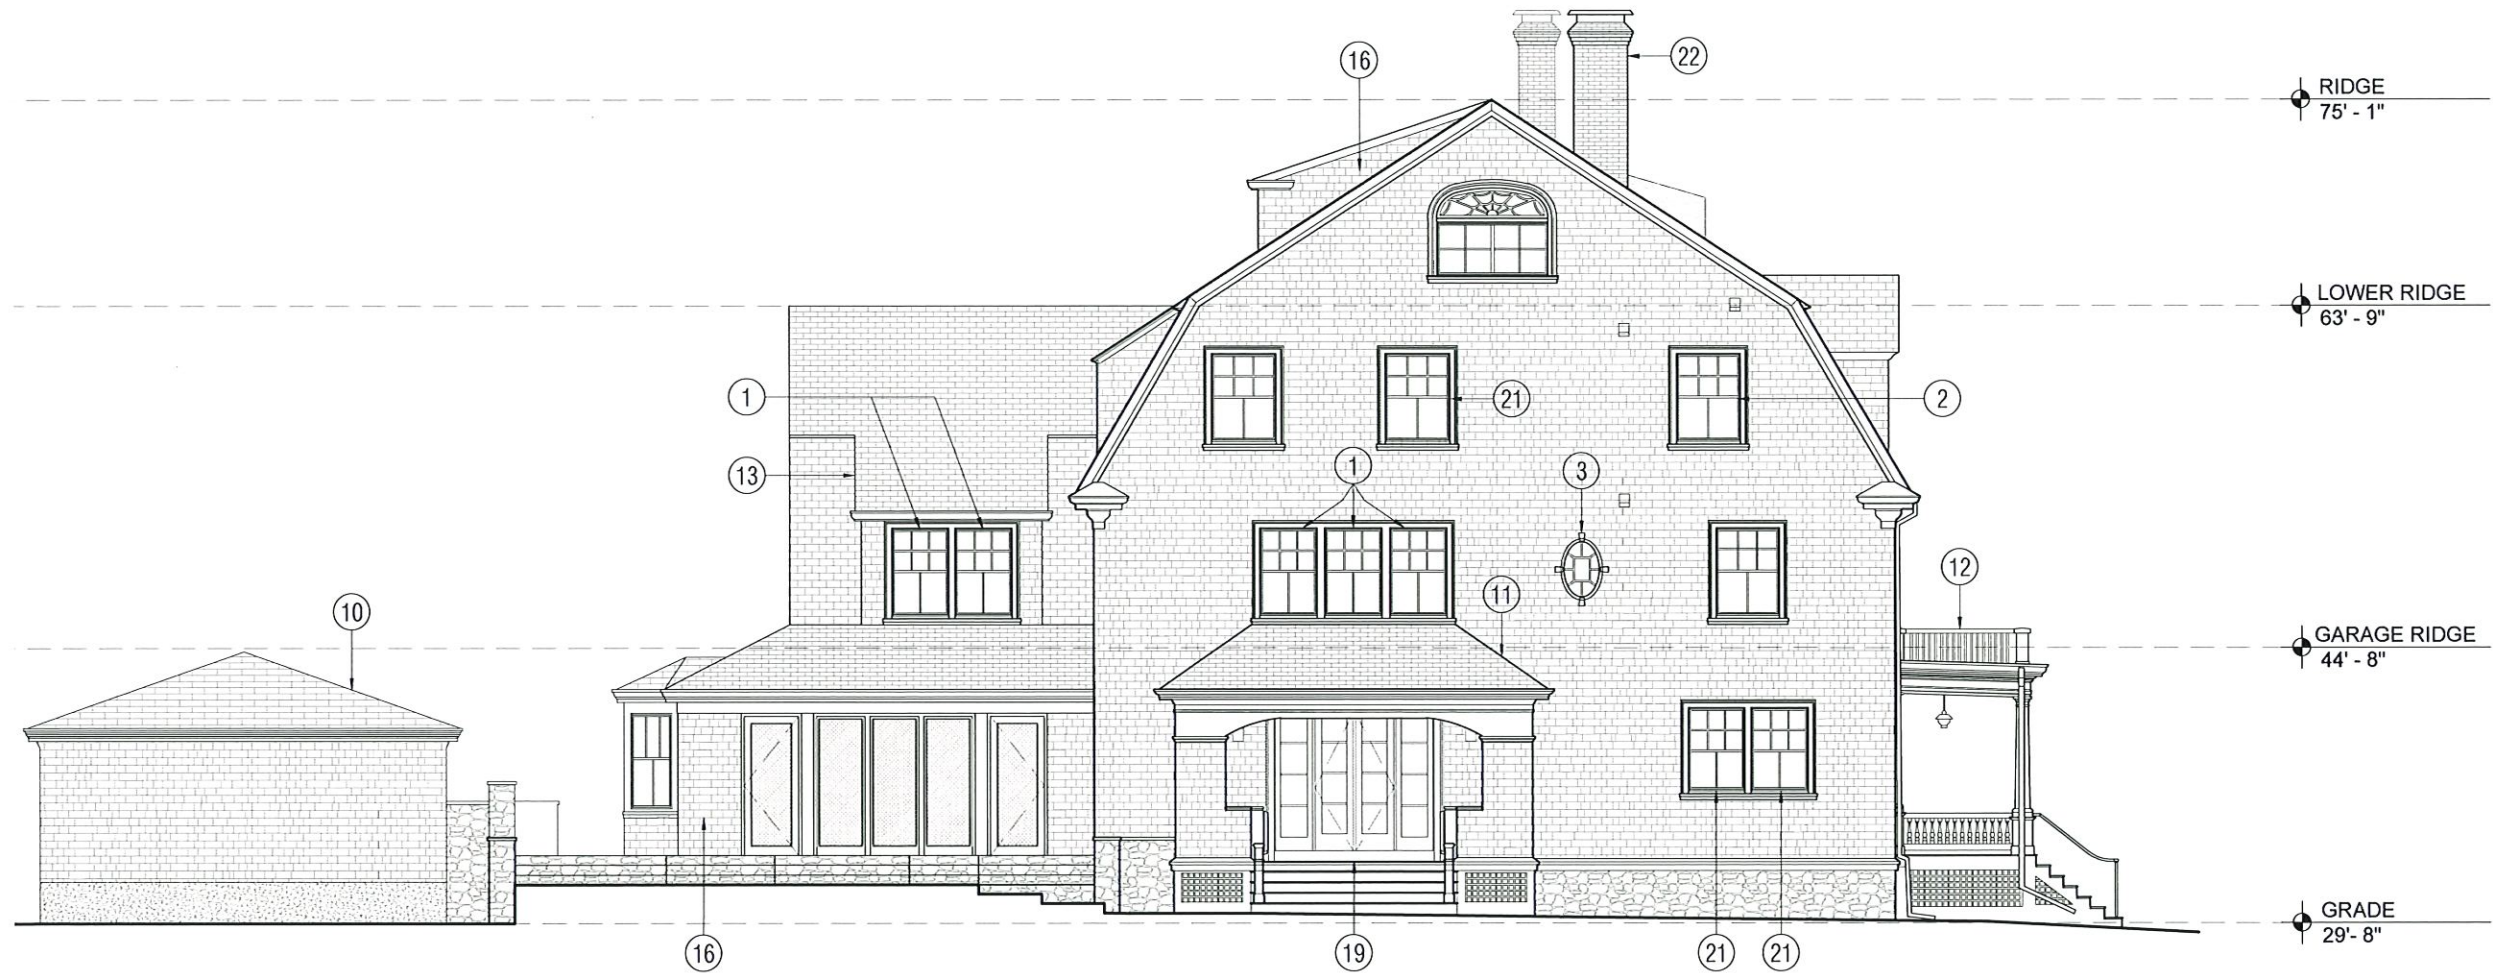 22
16
RIDGE
75' - 1"
LOWER RIDGE
63' - 9"
1
21
2
13
1
3
12
11
10
GARAGE RIDGE
44' - 8"
GRADE
29'- 8"
16
19
21
21